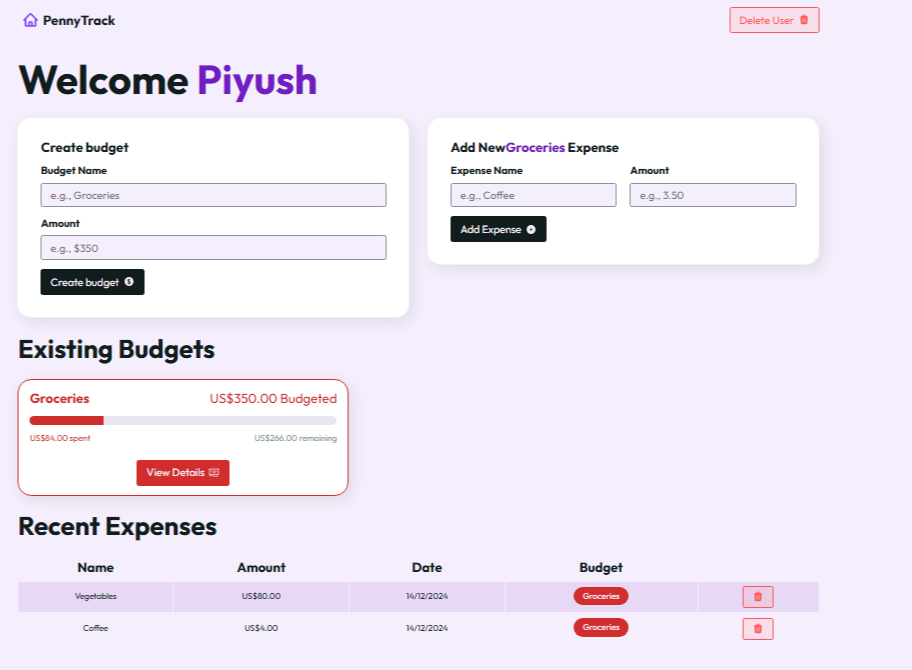 PennyTrack
Delete User
Welcome Piyush
Create budget
Budget Name
e.g., Groceries
Amount
e.g., $350
Create budget
Add NewGroceries Expense
Expense Name Amount
e.g., Coffee e.g., 3.50
Add Expense
Existing Budgets
Groceries US$350.00 Budgeted
US$84.00 spent US$266.00 remaining
View Details
Recent Expenses
Name Amount Date Budget
Vegetables US$80.00 14/12/2024 Groceries
Coffee US$4.00 14/12/2024 Groceries